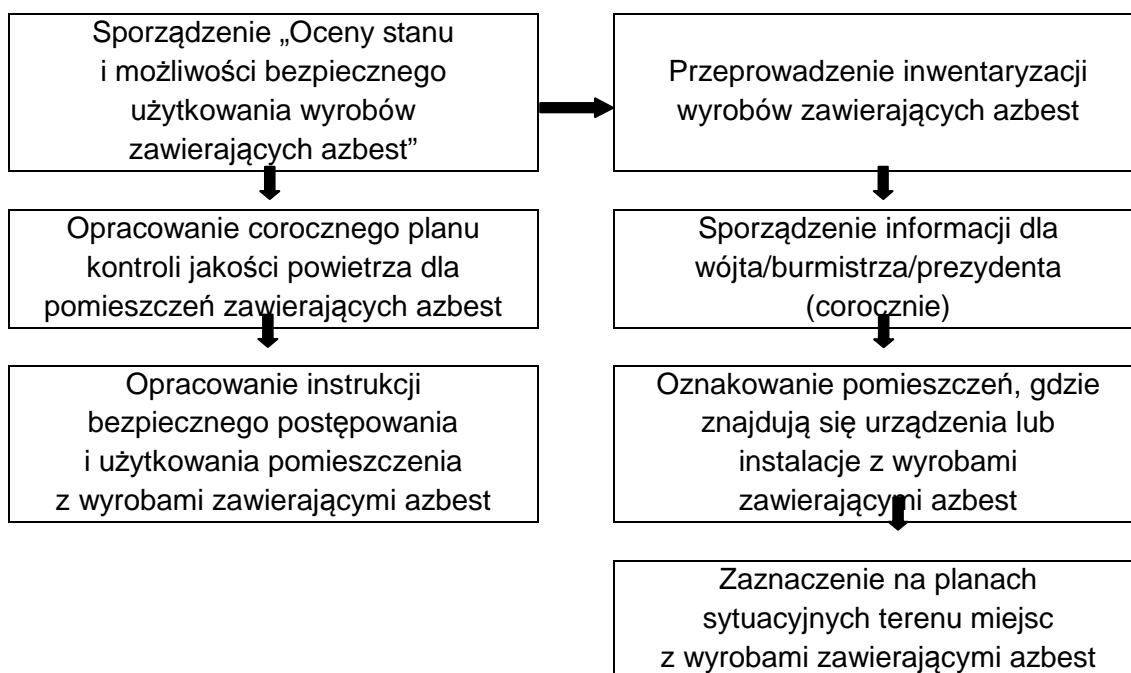 Sporządzenie „Oceny stanu
i możliwości bezpiecznego
użytkowania wyrobów
zawierających azbest”
Przeprowadzenie inwentaryzacji
wyrobów zawierających azbest
Opracowanie corocznego planu
kontroli jakości powietrza dla
pomieszczeń zawierających azbest
Sporządzenie informacji dla
wójta/burmistrza/prezydenta
(corocznie)
Opracowanie instrukcji
bezpiecznego postępowania
i użytkowania pomieszczenia
z wyrobami zawierającymi azbest
Oznakowanie pomieszczeń, gdzie
znajdują się urządzenia lub
instalacje z wyrobami
zawierającymi azbest
Zaznaczenie na planach
sytuacyjnych terenu miejsc
z wyrobami zawierającymi azbest